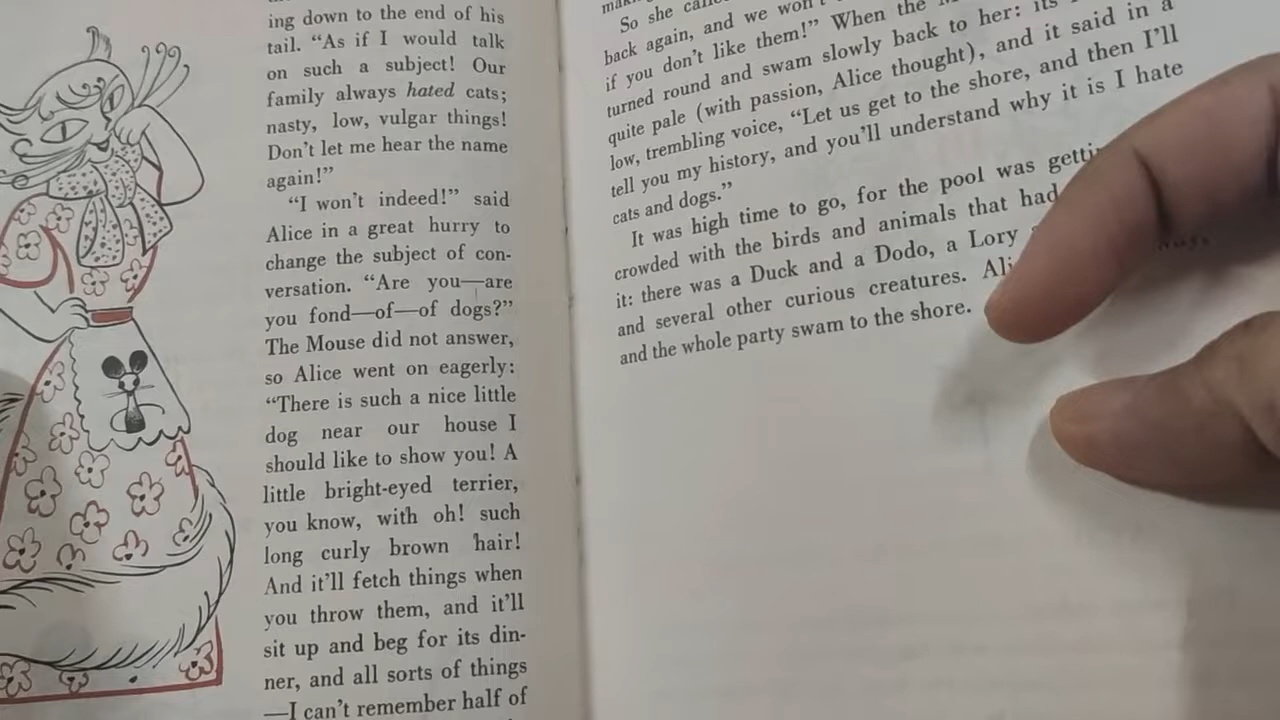 ing down to the end of his
tail. “As if I would talk
on such a subject! Our
family always hated cats;
nasty, low, vulgar things!
Don’t let me hear the name
again!”
“I won’t indeed!” said
Alice in a great hurry to
change the subject of con-
versation. “Are you—are
you fond—of—of dogs?”
The Mouse did not answer,
so Alice went on eagerly:
“There is such a nice little
dog near our house I
should like to show you! A
little bright-eyed terrier,
you know, with oh! such
long curly brown hair!
And it’ll fetch things when
you throw them, and it’ll
sit up and beg for its din-
ner, and all sorts of things
—I can’t remember half of
So she
back again, and we won’t
if you don’t like them!” When the
turned round and swam slowly back to her: its
quite pale (with passion, Alice thought), and it said in a
low, trembling voice, “Let us get to the shore, and then I’ll
tell you my history, and you’ll understand why it is I hate
cats and dogs.”
It was high time to go, for the pool was
crowded with the birds and animals that had
it: there was a Duck and a Dodo, a Lory
and several other curious creatures.
and the whole party swam to the shore.